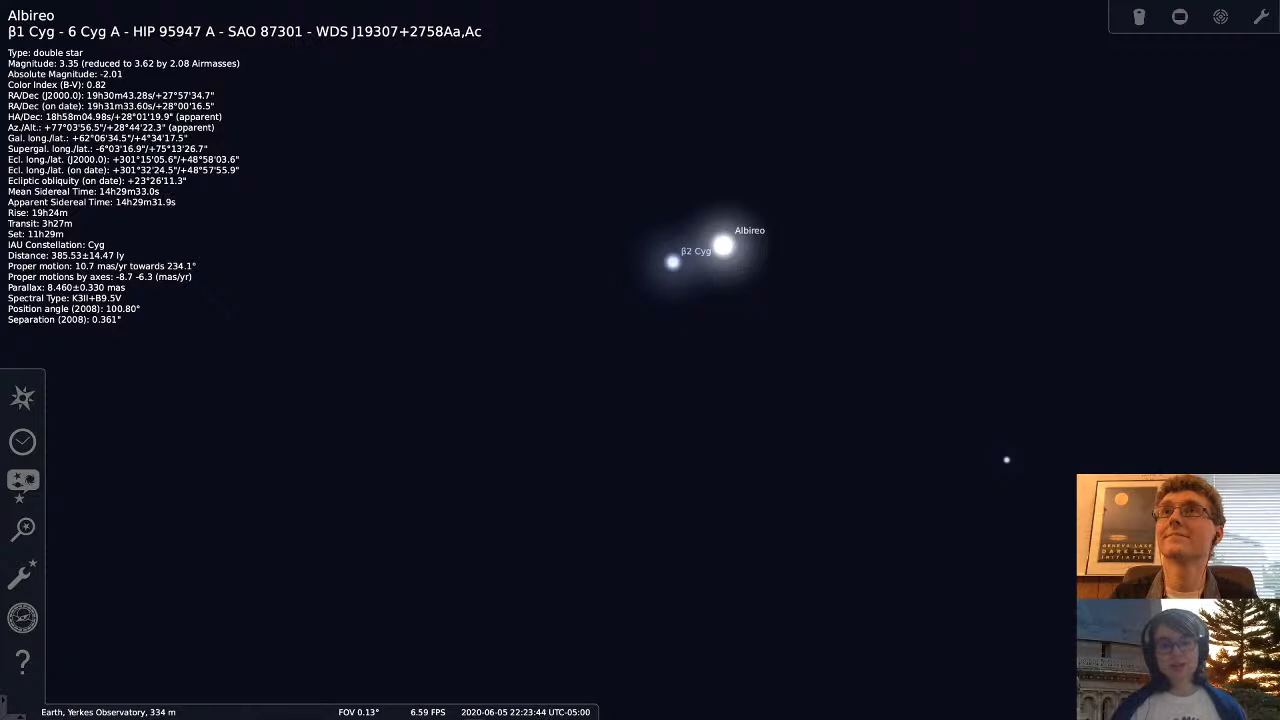 Albireo
β1 Cyg - 6 Cyg A - HIP 95947 A - SAO 87301 - WDS J19307+2758Aa,Ac
Type: double star
Magnitude: 3.35 (reduced to 3.62 by 2.08 Airmasses)
Absolute Magnitude: -2.01
Color Index (B-V): 0.82
RA/Dec (J2000.0): 19h30m43.28s/+27°57'34.7"
RA/Dec (on date): 19h31m33.60s/+28°00'16.5"
HA/Dec: 18h58m04.98s/+28°01'19.9" (apparent)
Az./Alt.: +77°03'56.5"/+28°44'22.3" (apparent)
Gal. long./lat.: +62°06'34.5"/+4°34'17.5"
Supergal. long./lat.: -6°03'16.9"/+75°13'26.7"
Ecl. long./lat. (J2000.0): +301°15'05.6"/+48°58'03.6"
Ecl. long./lat. (on date): +301°32'24.5"/+48°57'55.9"
Ecliptic obliquity (on date): +23°26'11.3"
Mean Sidereal Time: 14h29m33.0s
Apparent Sidereal Time: 14h29m31.9s
Rise: 19h24m
Transit: 3h27m
Set: 11h29m
IAU Constellation: Cyg
Distance: 385.53±14.47 ly
Proper motion: 10.7 mas/yr towards 234.1°
Proper motions by axes: -8.7 -6.3 (mas/yr)
Parallax: 8.460±0.330 mas
Spectral Type: K3II+B9.5V
Position angle (2008): 100.80°
Separation (2008): 0.361"
Albireo
β2 Cyg
GENEVA LAKE
DARK SKY
INITIATIVE
Earth, Yerkes Observatory, 334 m FOV 0.13° 6.59 FPS 2020-06-05 22:23:44 UTC-05:00